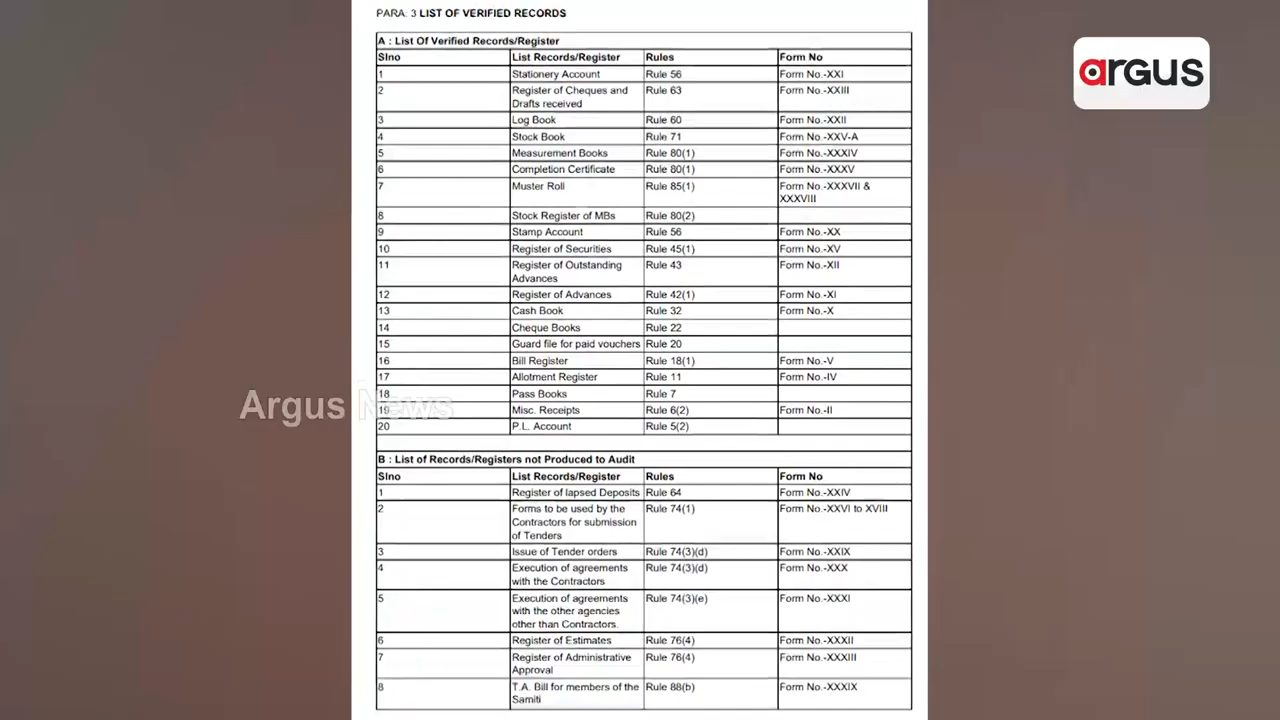 PARA: 3 LIST OF VERIFIED RECORDS
argus
A : List Of Verified Records/Register
Slno List Records/Register Rules Form No
1 Stationery Account Rule 56 Form No.-XXI
2 Register of Cheques and Rule 63 Form No.-XXIII
Drafts received
3 Log Book Rule 60 Form No.-XXII
4 Stock Book Rule 71 Form No.-XXV-A
5 Measurement Books Rule 80(1) Form No.-XXXIV
6 Completion Certificate Rule 80(1) Form No.-XXXV
7 Muster Roll Rule 85(1) Form No.-XXXVII &
XXXVIII
8 Stock Register of MBs Rule 80(2)
9 Stamp Account Rule 56 Form No.-XX
10 Register of Securities Rule 45(1) Form No.-XV
11 Register of Outstanding Rule 43 Form No.-XII
Advances
12 Register of Advances Rule 42(1) Form No.-XI
13 Cash Book Rule 32 Form No.-X
14 Cheque Books Rule 22
15 Guard file for paid vouchers Rule 20
16 Bill Register Rule 18(1) Form No.-V
17 Allotment Register Rule 11 Form No.-IV
18 Pass Books Rule 7
Argus News
19 Misc. Receipts Rule 6(2) Form No.-II
20 P.L. Account Rule 5(2)
B : List of Records/Registers not Produced to Audit
Slno List Records/Register Rules Form No
1 Register of lapsed Deposits Rule 64 Form No.-XXIV
2 Forms to be used by the Rule 74(1) Form No.-XXVI to XVIII
Contractors for submission
of Tenders
3 Issue of Tender orders Rule 74(3)(d) Form No.-XXIX
4 Execution of agreements Rule 74(3)(d) Form No.-XXX
with the Contractors
5 Execution of agreements Rule 74(3)(e) Form No.-XXXI
with the other agencies
other than Contractors.
6 Register of Estimates Rule 76(4) Form No.-XXXII
7 Register of Administrative Rule 76(4) Form No.-XXXIII
Approval
8 T.A. Bill for members of the Rule 88(b) Form No.-XXXIX
Samiti